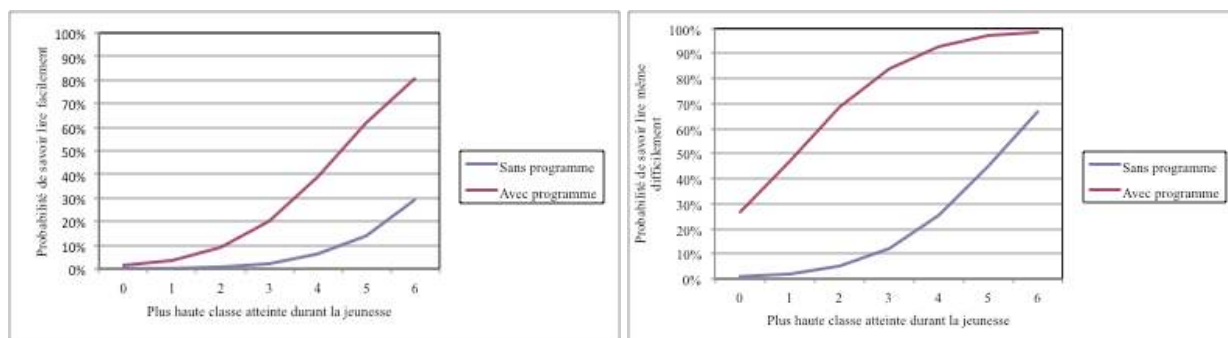 Probabilité de savoir lire facilement
100%
90%
80%
70%
60%
50%
40%
30%
20%
10%
0%
0 1 2 3 4 5 6
Plus haute classe atteinte durant la jeunesse
Sans programme
Avec programme
Probabilité de savoir lire même
difficilement
100%
90%
80%
70%
60%
50%
40%
30%
20%
10%
0%
0 1 2 3 4 5 6
Plus haute classe atteinte durant la jeunesse
Sans programme
Avec programme